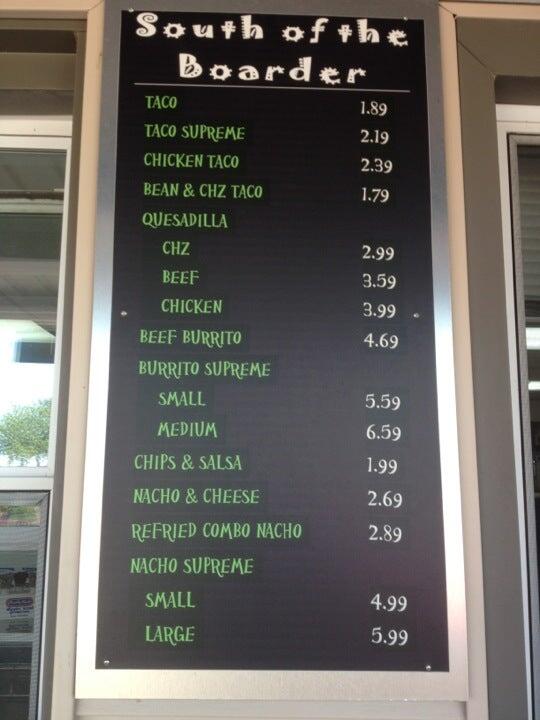 South of the
Boarder
TACO 1.89
TACO SUPREME 2.19
CHICKEN TACO 2.39
BEAN & CHZ TACO 1.79
QUESADILLA
CHZ 2.99
BEEF 3.59
CHICKEN 3.99
BEEF BURRITO 4.69
BURRITO SUPREME
SMALL 5.59
MEDIUM 6.59
CHIPS & SALSA 1.99
NACHO & CHEESE 2.69
REFRIED COMBO NACHO 2.89
NACHO SUPREME
SMALL 4.99
LARGE 5.99